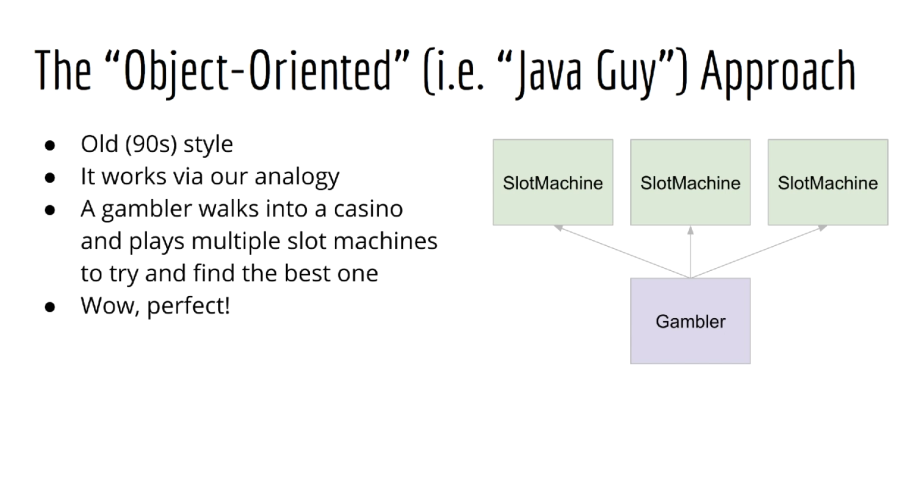 The “Object-Oriented” (i.e. “Java Guy”) Approach
● Old (90s) style
● It works via our analogy
● A gambler walks into a casino
and plays multiple slot machines
to try and find the best one
● Wow, perfect!
SlotMachine
SlotMachine
SlotMachine
Gambler